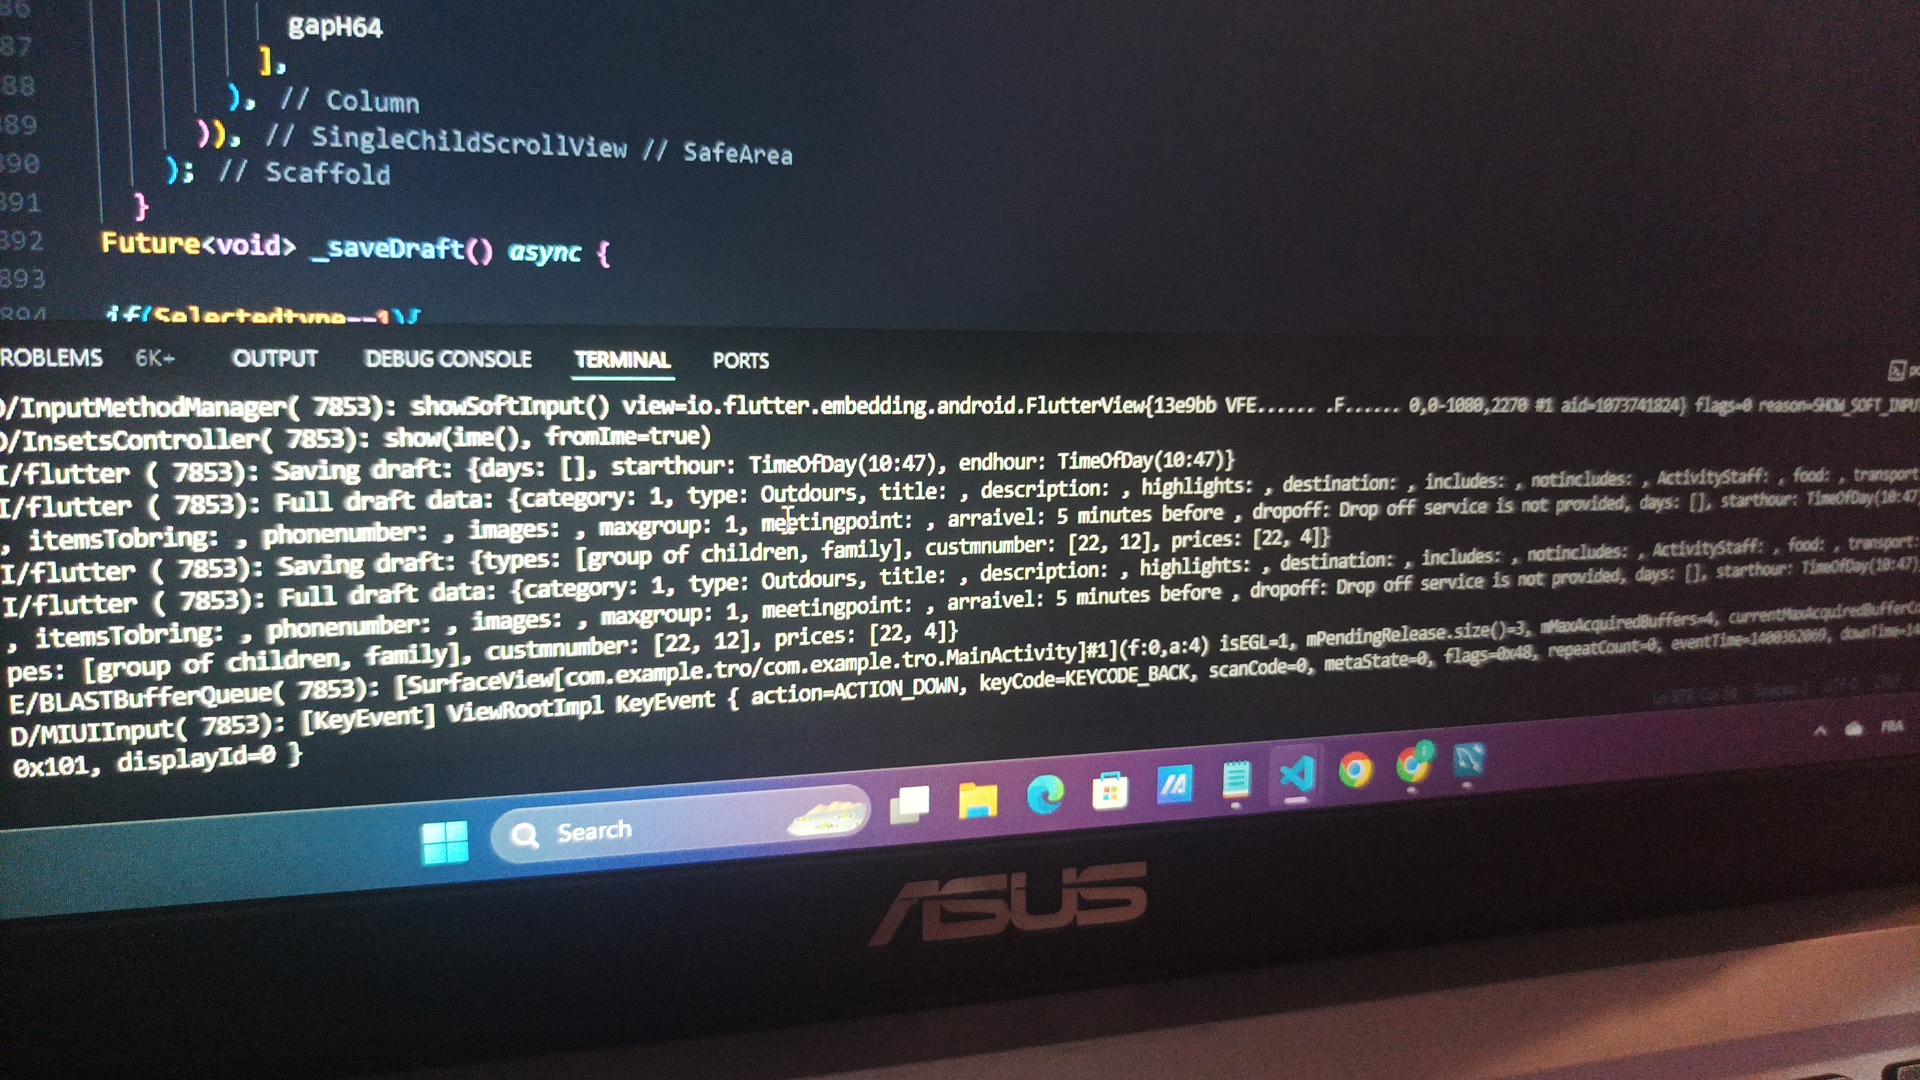 86
gapH64
87
],
88
), // Column
89
)), // SingleChildScrollView // SafeArea
390
); // Scaffold
391
}
392
Future<void> _saveDraft() async {
893
894
if(Selectedtype==1){
ROBLEMS 6K+ OUTPUT DEBUG CONSOLE TERMINAL PORTS
D/InputMethodManager( 7853): showSoftInput() view=io.flutter.embedding.android.FlutterView{13e9bb VFE...... .F...... 0,0-1080,2270 #1 aid=1073741824} flags=0 reason=SHOW_SOFT_INPU
D/InsetsController( 7853): show(ime(), fromIme=true)
I/flutter ( 7853): Saving draft: {days: [], starthour: TimeOfDay(10:47), endhour: TimeOfDay(10:47)}
I/flutter ( 7853): Full draft data: {category: 1, type: Outdours, title: , description: , highlights: , destination: , includes: , notincludes: , ActivityStaff: , food: , transport
, itemsTobring: , phonenumber: , images: , maxgroup: 1, meetingpoint: , arraivel: 5 minutes before , dropoff: Drop off service is not provided, days: [], starthour: TimeOfDay(10:47
I/flutter ( 7853): Saving draft: {types: [group of children, family], custmnumber: [22, 12], prices: [22, 4]}
I/flutter ( 7853): Full draft data: {category: 1, type: Outdours, title: , description: , highlights: , destination: , includes: , notincludes: , ActivityStaff: , food: , transport:
, itemsTobring: , phonenumber: , images: , maxgroup: 1, meetingpoint: , arraivel: 5 minutes before , dropoff: Drop off service is not provided, days: [], starthour: TimeOfDay(10:47)
pes: [group of children, family], custmnumber: [22, 12], prices: [22, 4]}
E/BLASTBufferQueue( 7853): [SurfaceView[com.example.tro/com.example.tro.MainActivity]#1](f:0,a:4) isEGL=1, mPendingRelease.size()=3, mMaxAcquiredBuffers=4, currentMaxAcquiredBufferCo
D/MIUIInput( 7853): [KeyEvent] ViewRootImpl KeyEvent { action=ACTION_DOWN, keyCode=KEYCODE_BACK, scanCode=0, metaState=0, flags=0x48, repeatCount=0, eventTime=1400362069, downTime=14
0x101, displayId=0 }
Search
FRA
ASUS